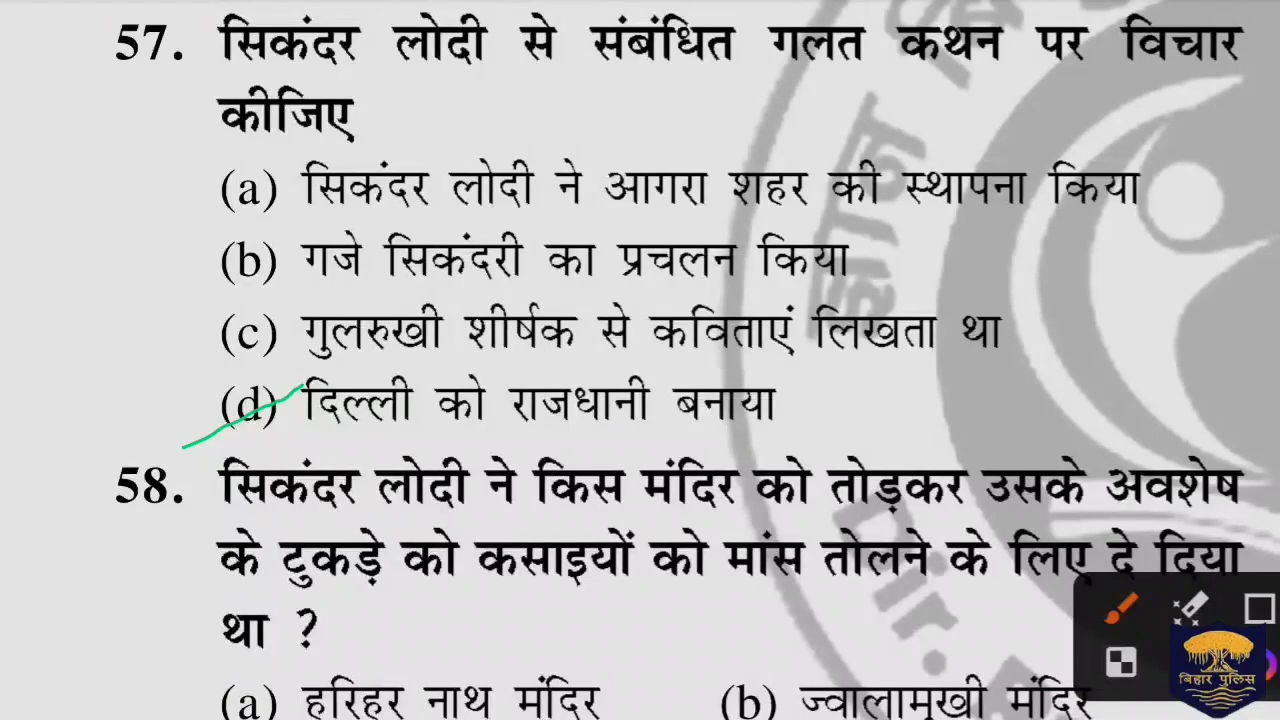 57. सिकंदर लोदी से संबंधित गलत कथन पर विचार
कीजिए
(a) सिकंदर लोदी ने आगरा शहर की स्थापना किया
(b) गजे सिकंदरी का प्रचलन किया
(c) गुलरुखी शीर्षक से कविताएं लिखता था
(d) दिल्ली को राजधानी बनाया
58. सिकंदर लोदी ने किस मंदिर को तोड़कर उसके अवशेष
के टुकड़े को कसाइयों को मांस तोलने के लिए दे दिया
था ?
(a) हरिहर नाथ मंदिर (b) ज्वालामुखी मंदिर
ज्ञान
Dir.
बिहार पुलिस